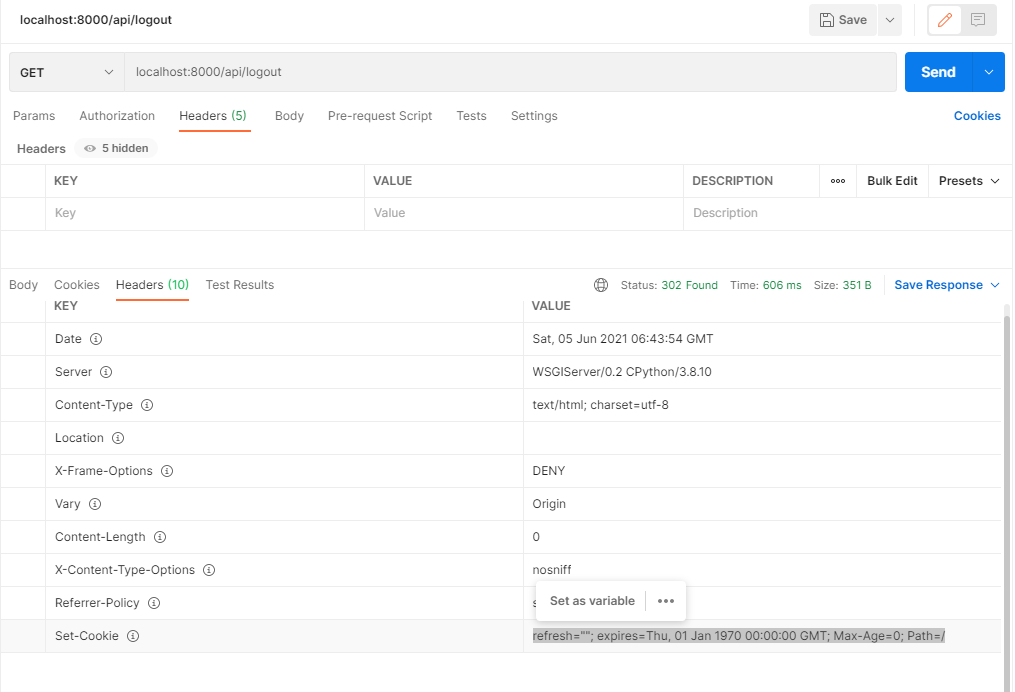 localhost:8000/api/logout
Save
GET localhost:8000/api/logout Send
Params Authorization Headers (5) Body Pre-request Script Tests Settings Cookies
Headers 5 hidden
KEY VALUE DESCRIPTION Bulk Edit Presets
Key Value Description
Body Cookies Headers (10) Test Results Status: 302 Found Time: 606 ms Size: 351 B Save Response
KEY VALUE
Date Sat, 05 Jun 2021 06:43:54 GMT
Server WSGIServer/0.2 CPython/3.8.10
Content-Type text/html; charset=utf-8
Location
X-Frame-Options DENY
Vary Origin
Content-Length 0
X-Content-Type-Options nosniff
Set as variable
Referrer-Policy
Set-Cookie refresh=""; expires=Thu, 01 Jan 1970 00:00:00 GMT; Max-Age=0; Path=/